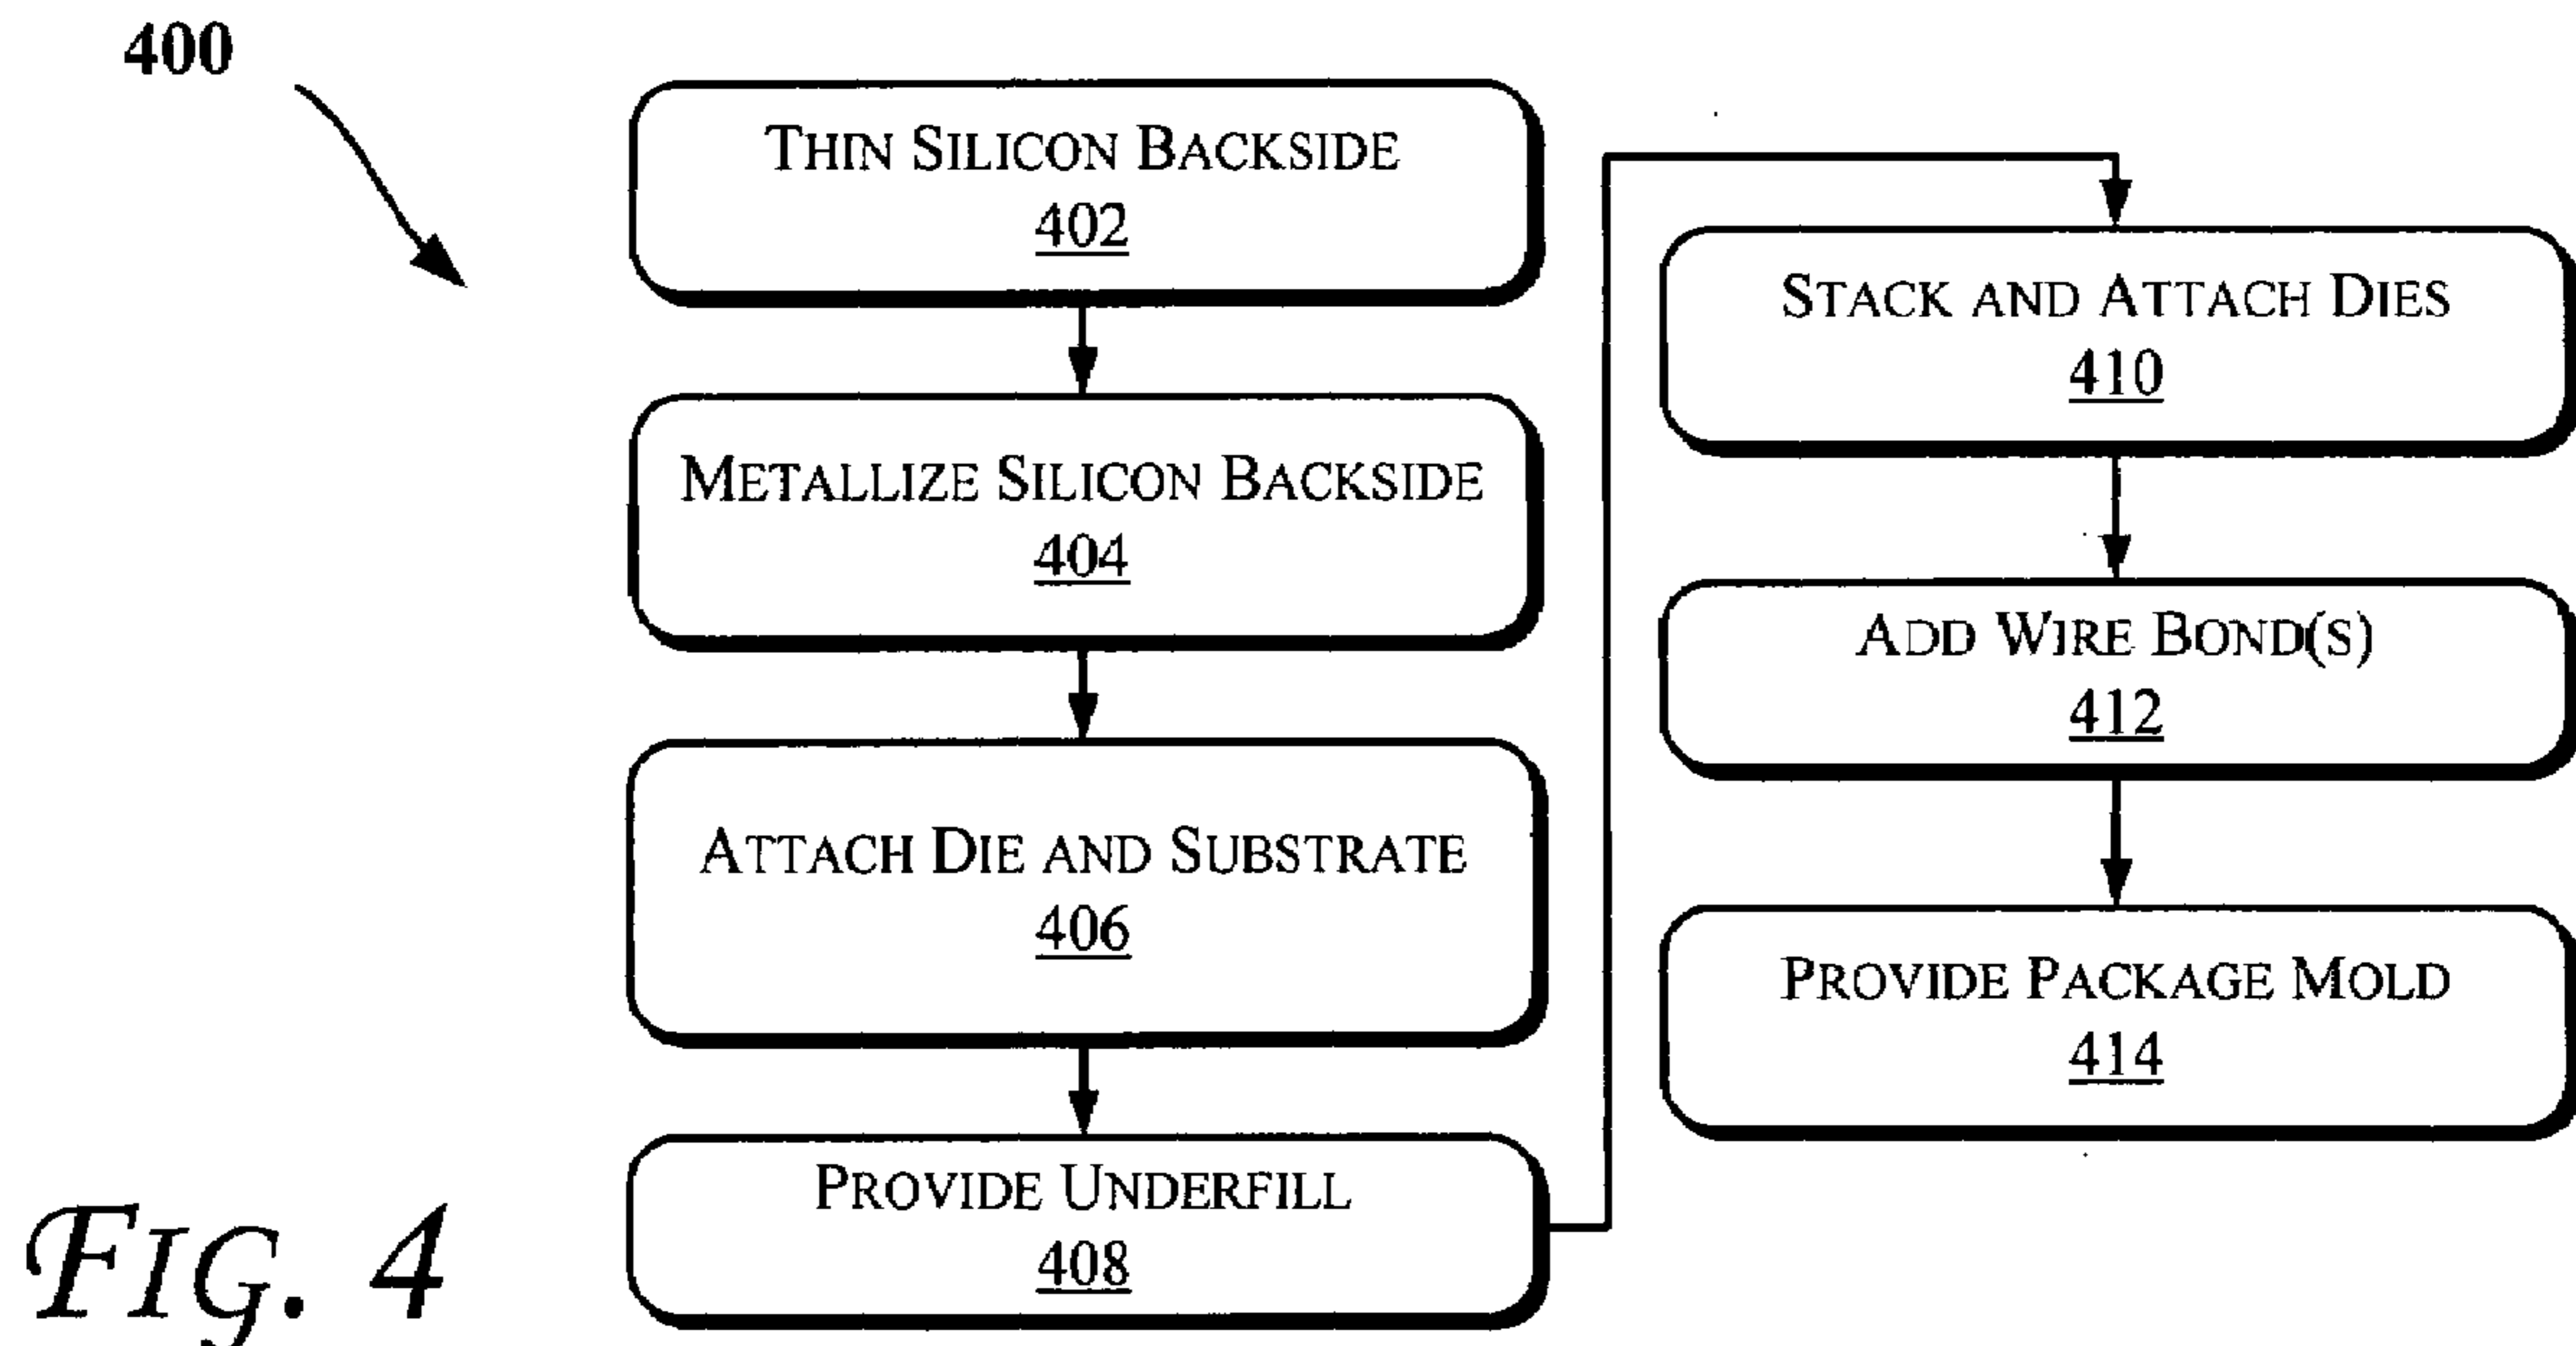 400
THIN SILICON BACKSIDE
402
METALLIZE SILICON BACKSIDE
404
ATTACH DIE AND SUBSTRATE
406
PROVIDE UNDERFILL
408
STACK AND ATTACH DIES
410
ADD WIRE BOND(S)
412
PROVIDE PACKAGE MOLD
414
FIG. 4